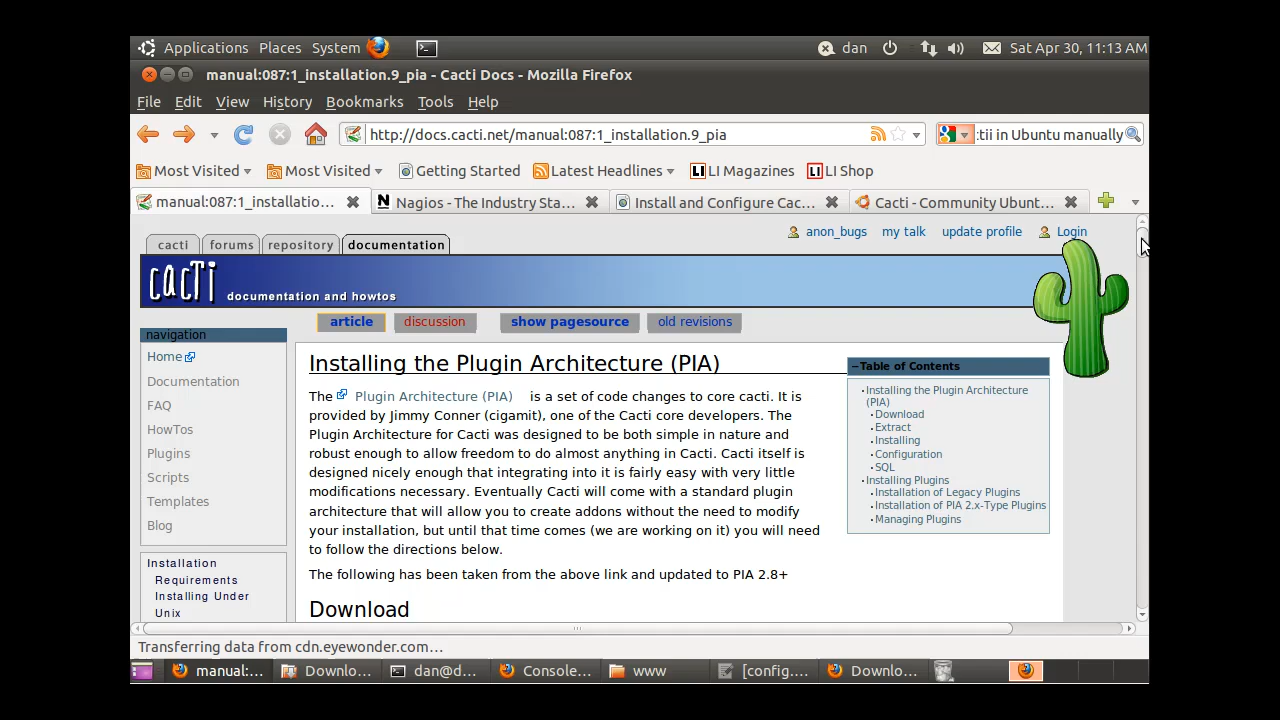 Applications Places System dan Sat Apr 30, 11:13 AM
manual:087:1_installation.9_pia - Cacti Docs - Mozilla Firefox
File Edit View History Bookmarks Tools Help
http://docs.cacti.net/manual:087:1_installation.9_pia :tii in Ubuntu manually
Most Visited Most Visited Getting Started Latest Headlines LI LI Magazines LI LI Shop
manual:087:1_installatio... N Nagios - The Industry Sta... Install and Configure Cac... Cacti - Community Ubunt...
anon_bugs my talk update profile Login
cacti forums repository documentation
cacti documentation and howtos
article discussion show pagesource old revisions
navigation
Home
Documentation
FAQ
HowTos
Plugins
Scripts
Templates
Blog
Installation
Requirements
Installing Under
Unix
Installing the Plugin Architecture (PIA)
The Plugin Architecture (PIA) is a set of code changes to core cacti. It is
provided by Jimmy Conner (cigamit), one of the Cacti core developers. The
Plugin Architecture for Cacti was designed to be both simple in nature and
robust enough to allow freedom to do almost anything in Cacti. Cacti itself is
designed nicely enough that integrating into it is fairly easy with very little
modifications necessary. Eventually Cacti will come with a standard plugin
architecture that will allow you to create addons without the need to modify
your installation, but until that time comes (we are working on it) you will need
to follow the directions below.
The following has been taken from the above link and updated to PIA 2.8+
Download
Table of Contents
Installing the Plugin Architecture
(PIA)
Download
Extract
Installing
Configuration
SQL
Installing Plugins
Installation of Legacy Plugins
Installation of PIA 2.x-Type Plugins
Managing Plugins
Transferring data from cdn.eyewonder.com...
manual:... Downlo... dan@d... Console... www [config.... Downlo...